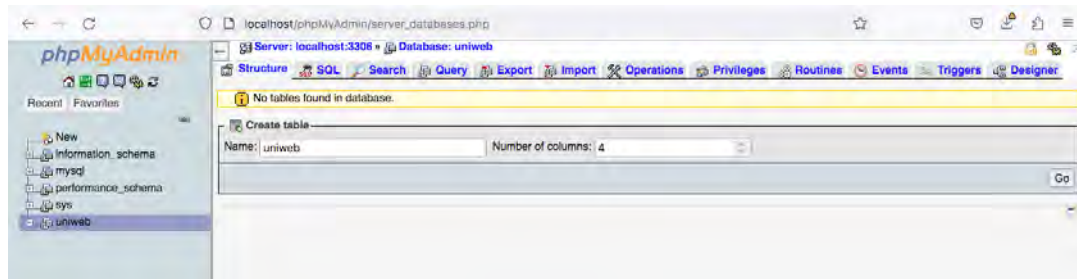 localhost/phpMyAdmin/server_databases.php
phpMyAdmin
Recent Favorites
New
information_schema
mysql
performance_schema
sys
uniweb
Server: localhost:3306 » Database: uniweb
Structure SQL Search Query Export Import Operations Privileges Routines Events Triggers Designer
No tables found in database.
Create table
Name: uniweb Number of columns: 4
Go